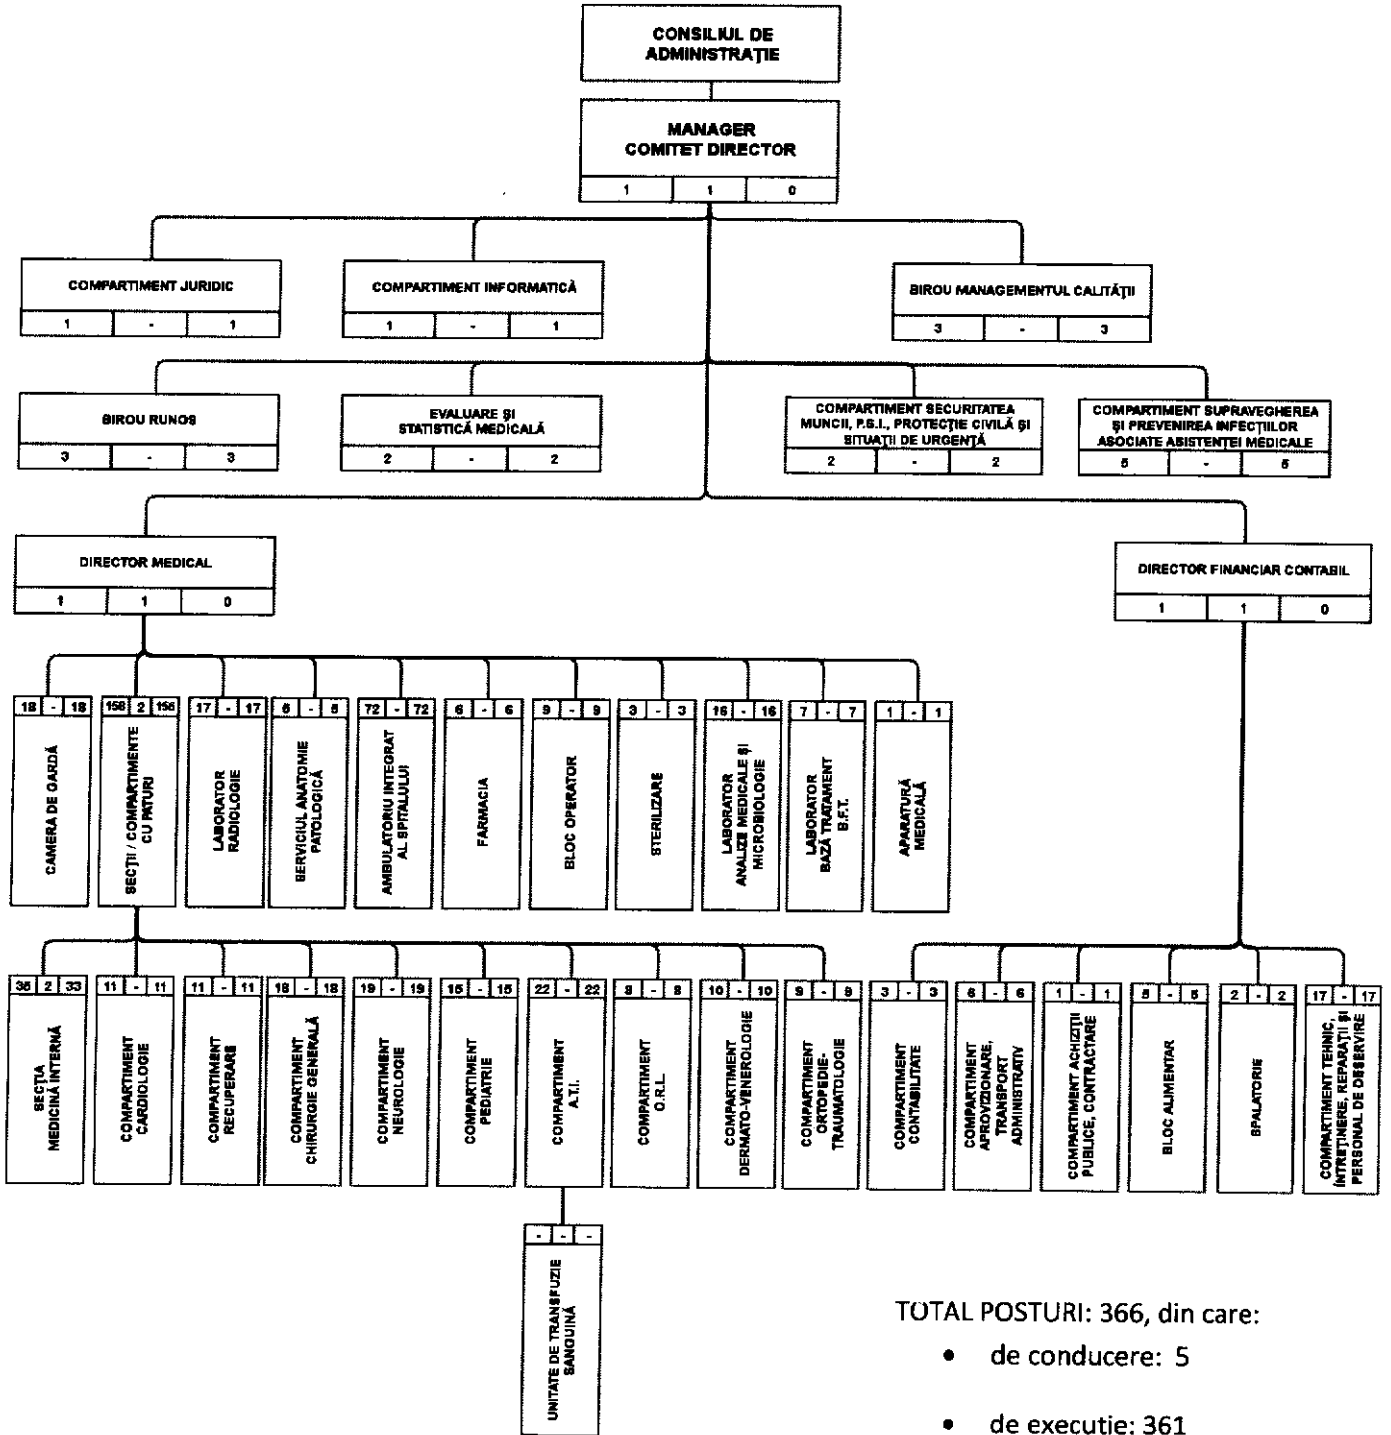 CONSILIUL DE
ADMINISTRAȚIE
MANAGER
COMITET DIRECTOR
1 1 0
COMPARTIMENT JURIDIC
1 - 1
COMPARTIMENT INFORMATICĂ
1 - 1
BIROU MANAGEMENTUL CALITĂȚII
3 - 3
BIROU RUNOS
3 - 3
EVALUARE ȘI
STATISTICĂ MEDICALĂ
2 - 2
COMPARTIMENT SECURITATEA
MUNCII, P.S.I., PROTECȚIE CIVILĂ ȘI
SITUAȚII DE URGENȚĂ
2 - 2
COMPARTIMENT SUPRAVEGHEREA
ȘI PREVENIREA INFECȚIILOR
ASOCIATE ASISTENȚEI MEDICALE
5 - 5
DIRECTOR MEDICAL
1 1 0
DIRECTOR FINANCIAR CONTABIL
1 1 0
18 - 18
CAMERA DE GARDĂ
158 2 156
SECȚII / COMPARTIMENTE
CU PATURI
17 - 17
LABORATOR
RADIOLOGIE
5 - 5
SERVICIUL ANATOMIE
PATOLOGICĂ
72 - 72
AMBULATORIU INTEGRAT
AL SPITALULUI
6 - 6
FARMACIA
9 - 9
BLOC OPERATOR
3 - 3
STERILIZARE
16 - 16
LABORATOR
ANALIZE MEDICALE ȘI
MICROBIOLOGIE
7 - 7
LABORATOR
BAZĂ TRATAMENT
B.F.T.
1 - 1
APARATURĂ
MEDICALĂ
35 2 33
SECȚIA
MEDICINĂ INTERNĂ
11 - 11
COMPARTIMENT
CARDIOLOGIE
11 - 11
COMPARTIMENT
RECUPERARE
18 - 18
COMPARTIMENT
CHIRURGIE GENERALĂ
19 - 19
COMPARTIMENT
NEUROLOGIE
15 - 15
COMPARTIMENT
PEDIATRIE
22 - 22
COMPARTIMENT
A.T.I.
8 - 8
COMPARTIMENT
O.R.L.
10 - 10
COMPARTIMENT
DERMATO-VENEROLOGIE
9 - 9
COMPARTIMENT
ORTOPEDIE-
TRAUMATOLOGIE
3 - 3
COMPARTIMENT
CONTABILITATE
6 - 6
COMPARTIMENT
APROVIZIONARE,
TRANSPORT
ADMINISTRATIV
1 - 1
COMPARTIMENT ACHIZIȚII
PUBLICE, CONTRACTARE
5 - 5
BLOC ALIMENTAR
2 - 2
SPALATORIE
17 - 17
COMPARTIMENT TEHNIC,
ÎNTREȚINERE, REPARAȚII ȘI
PERSONAL DE DESERVIRE
- - -
UNITATE DE TRANSFUZIE
SANGUINĂ
TOTAL POSTURI: 366, din care:
• de conducere: 5
• de executie: 361